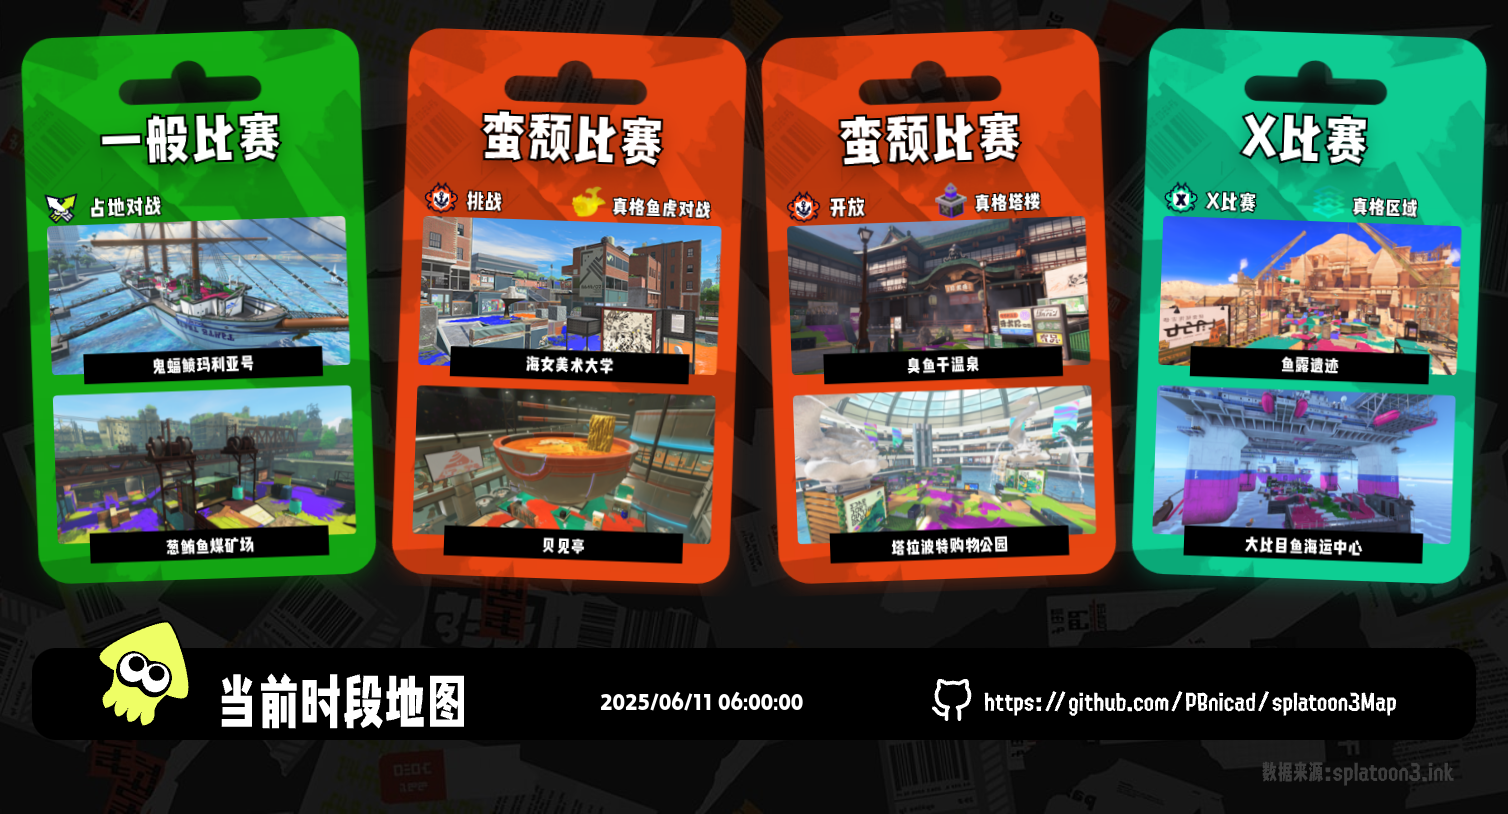 一般比赛
占地对战
鬼蝠鲼玛利亚号
葱鲔鱼煤矿场
蛮颓比赛
挑战
真格鱼虎对战
海女美术大学
贝见亭
蛮颓比赛
开放
真格塔楼
臭鱼干温泉
塔拉波特购物公园
X比赛
X比赛
真格区域
鱼露遗迹
大比目鱼海运中心
当前时段地图
2025/06/11 06:00:00
https://github.com/PBnicad/splatoon3Map
数据来源:splatoon3.ink